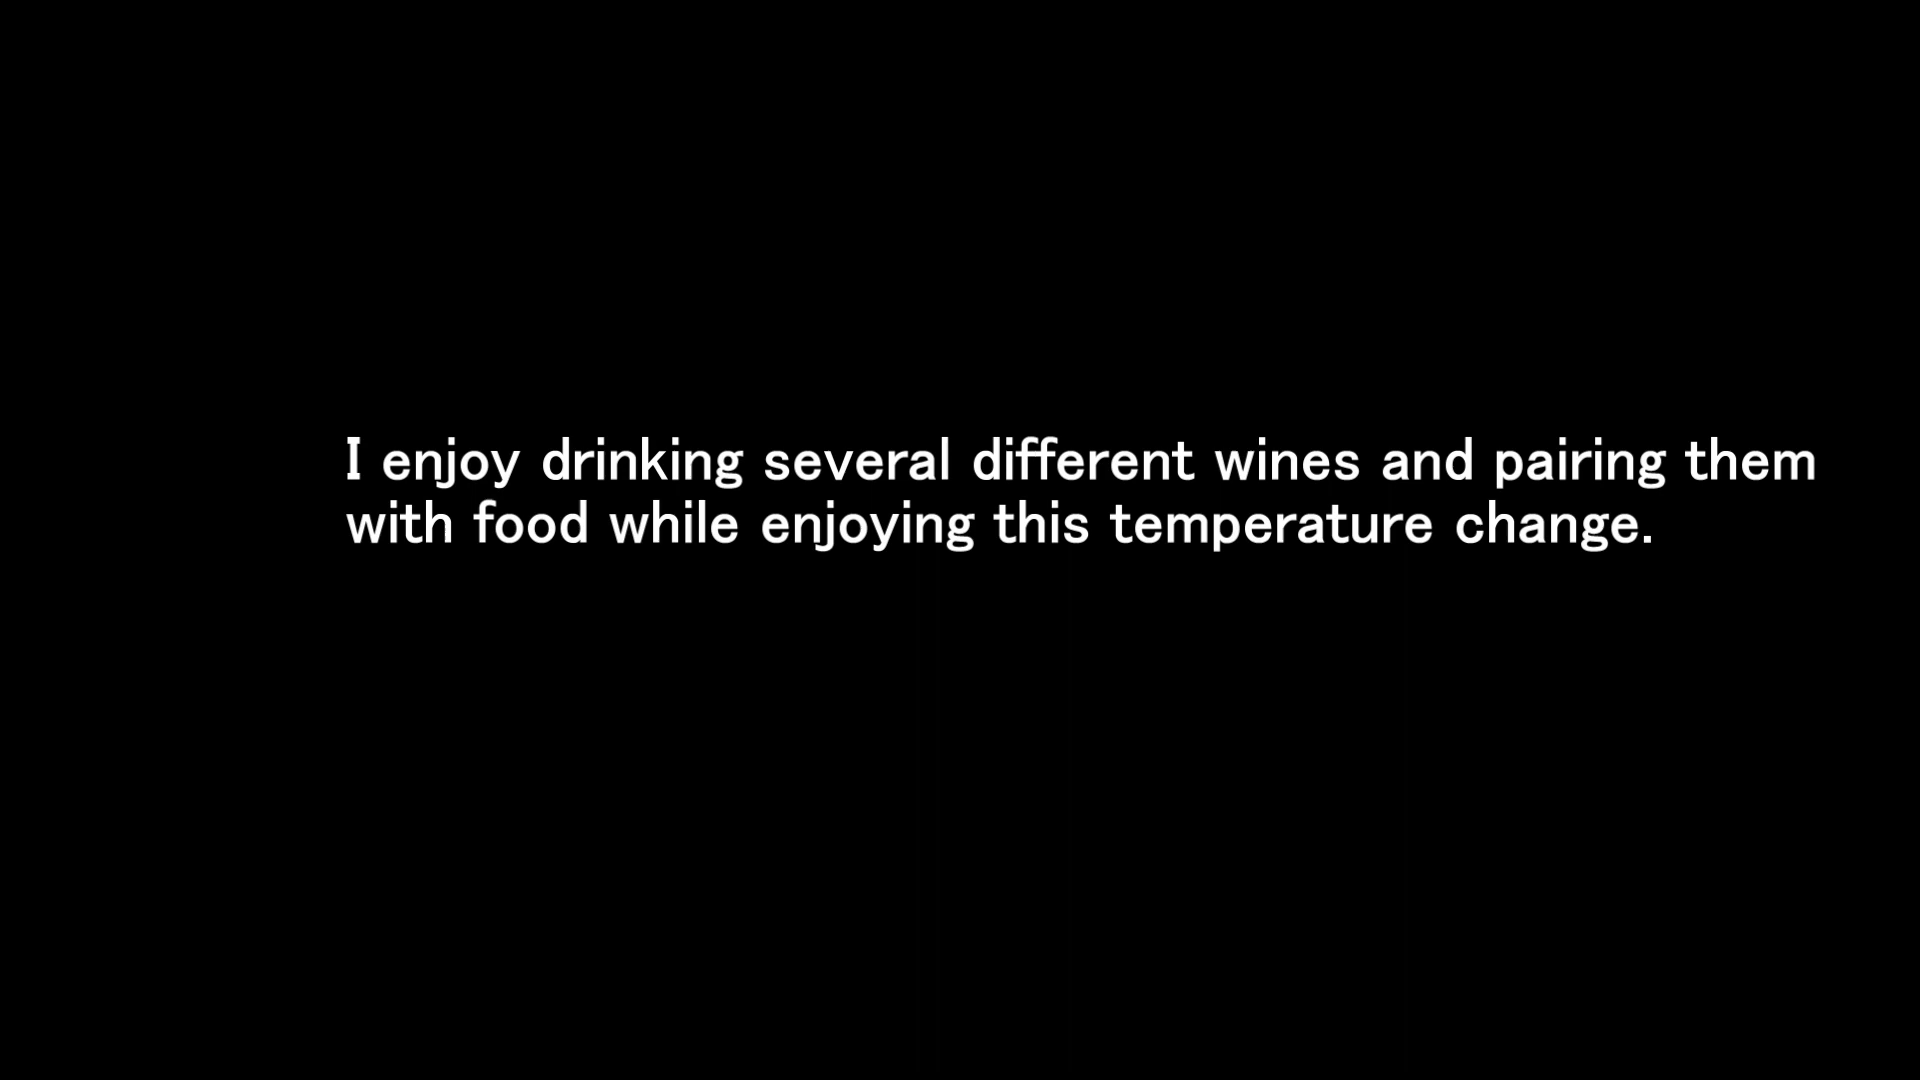 I enjoy drinking several different wines and pairing them
with food while enjoying this temperature change.